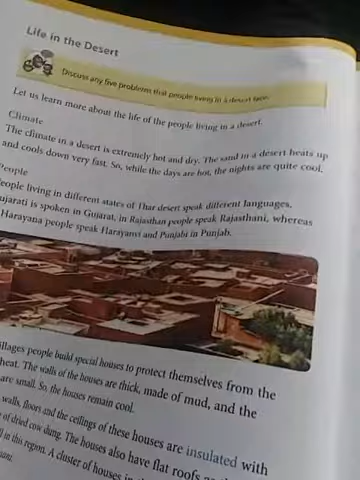 Life in the Desert
Discuss any five problems that people living in a desert face.
Let us learn more about the life of the people living in a desert.
Climate
The climate in a desert is extremely hot and dry. The sand in a desert heats up
and cools down very fast. So, while the days are hot, the nights are quite cool.
People
eople living in different states of Thar desert speak different languages.
ujarati is spoken in Gujarat, in Rajasthan people speak Rajasthani, whereas
Harayana people speak Harayanvi and Punjabi in Punjab.
illages people build special houses to protect themselves from the
heat. The walls of the houses are thick, made of mud, and the
are small. So, the houses remain cool.
walls, floors and the ceilings of these houses are insulated with
of dried cow dung. The houses also have flat roofs as
in this region. A cluster of houses in